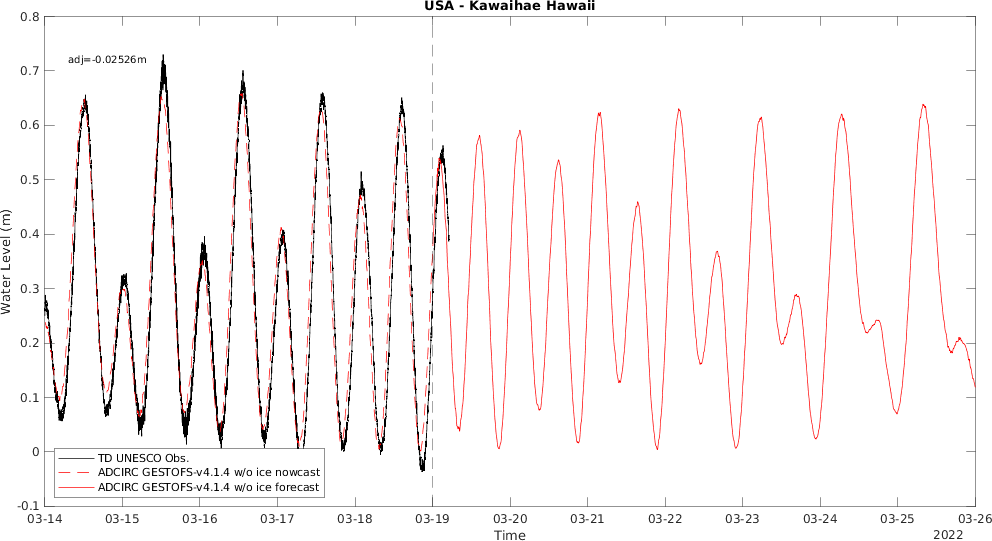 USA - Kawaihae Hawaii
0.8
0.7
0.6
0.5
0.4
0.3
0.2
0.1
0
-0.1
Water Level (m)
adj=-0.02526m
TD UNESCO Obs.
ADCIRC GESTOFS-v4.1.4 w/o ice nowcast
ADCIRC GESTOFS-v4.1.4 w/o ice forecast
03-14 03-15 03-16 03-17 03-18 03-19 03-20 03-21 03-22 03-23 03-24 03-25 03-26
Time
2022